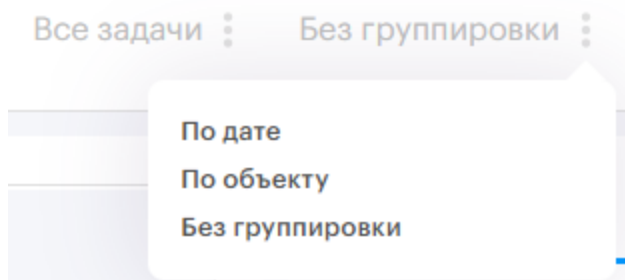 Все задачи Без группировки
По дате
По объекту
Без группировки